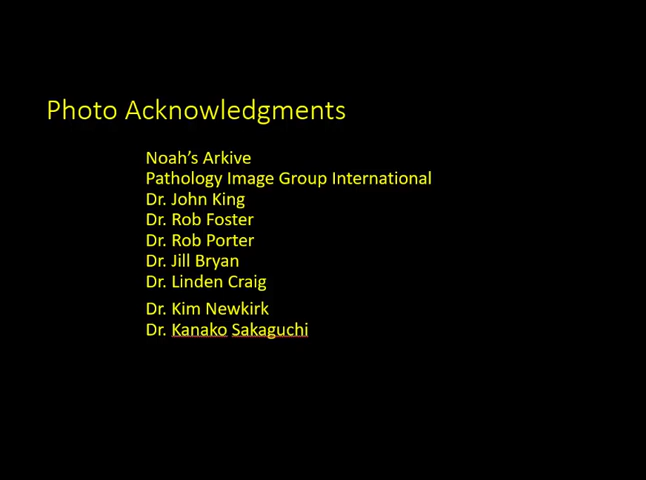 Photo Acknowledgments
Noah’s Arkive
Pathology Image Group International
Dr. John King
Dr. Rob Foster
Dr. Rob Porter
Dr. Jill Bryan
Dr. Linden Craig
Dr. Kim Newkirk
Dr. Kanako Sakaguchi